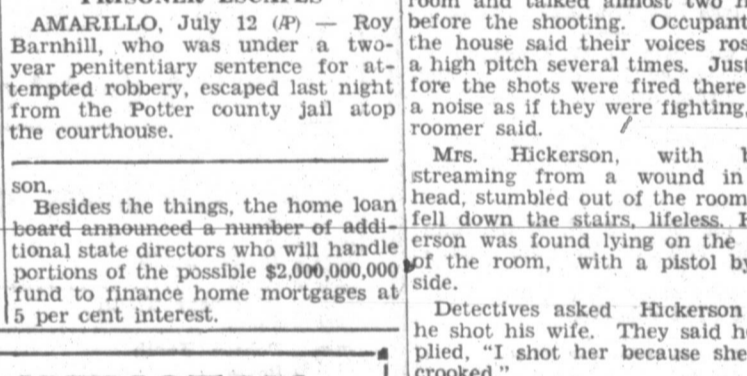 PRISONER ESCAPES
AMARILLO, July 12 (AP) — Roy
Barnhill, who was under a two-
year penitentiary sentence for at-
tempted robbery, escaped last night
from the Potter county jail atop
the courthouse.
son.
Besides the things, the home loan
board announced a number of addi-
tional state directors who will handle
portions of the possible $2,000,000,000
fund to finance home mortgages at
5 per cent interest.
room and talked almost two
before the shooting. Occupant
the house said their voices ros
a high pitch several times. Just
fore the shots were fired there
a noise as if they were fighting,
roomer said.
Mrs. Hickerson, with
streaming from a wound in
head, stumbled out of the room
fell down the stairs, lifeless.
erson was found lying on the
of the room, with a pistol by
side.
Detectives asked Hickerson
he shot his wife. They said h
plied, "I shot her because she
crooked."